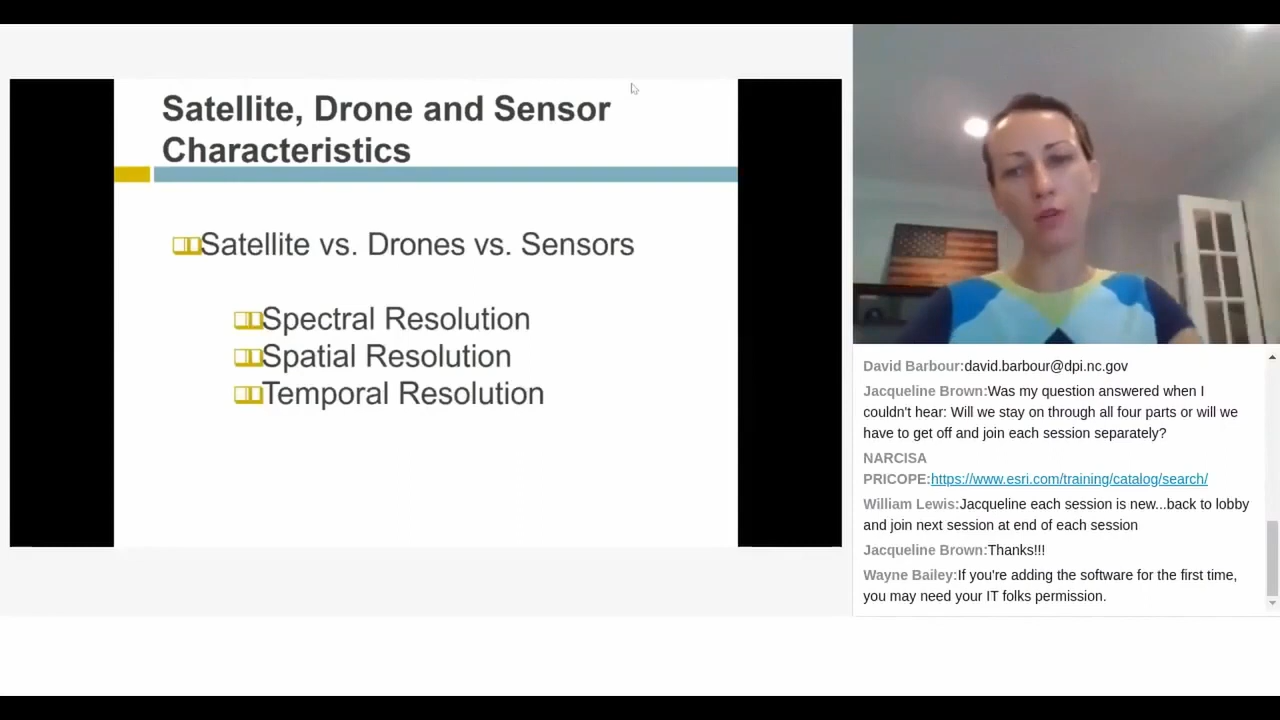 Satellite, Drone and Sensor
Characteristics
Satellite vs. Drones vs. Sensors
Spectral Resolution
Spatial Resolution
Temporal Resolution
David Barbour:david.barbour@dpi.nc.gov
Jacqueline Brown:Was my question answered when I
couldn't hear: Will we stay on through all four parts or will we
have to get off and join each session separately?
NARCISA
PRICOPE:https://www.esri.com/training/catalog/search/
William Lewis:Jacqueline each session is new...back to lobby
and join next session at end of each session
Jacqueline Brown:Thanks!!!
Wayne Bailey:If you're adding the software for the first time,
you may need your IT folks permission.